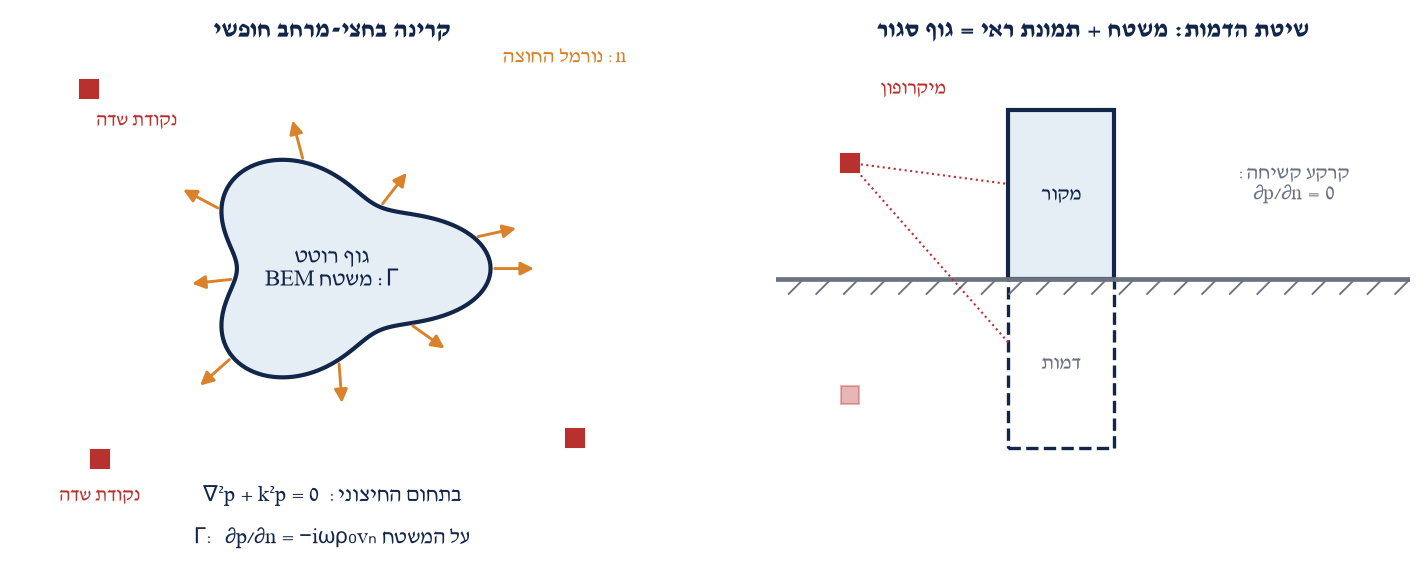 שיטת הדמות: משטח + תמונת ראי = גוף סגור
מיקרופון
מקור
קרקע קשיחה:
∂p/∂n = 0
דמות
קרינה בחצי-מרחב חופשי
n: נורמל החוצה
נקודת שדה
גוף רוטט
משטח BEM: Γ
נקודת שדה
בתחום החיצוני: ∇²p + k²p = 0
על המשטח Γ: ∂p/∂n = −iωρ₀vₙ